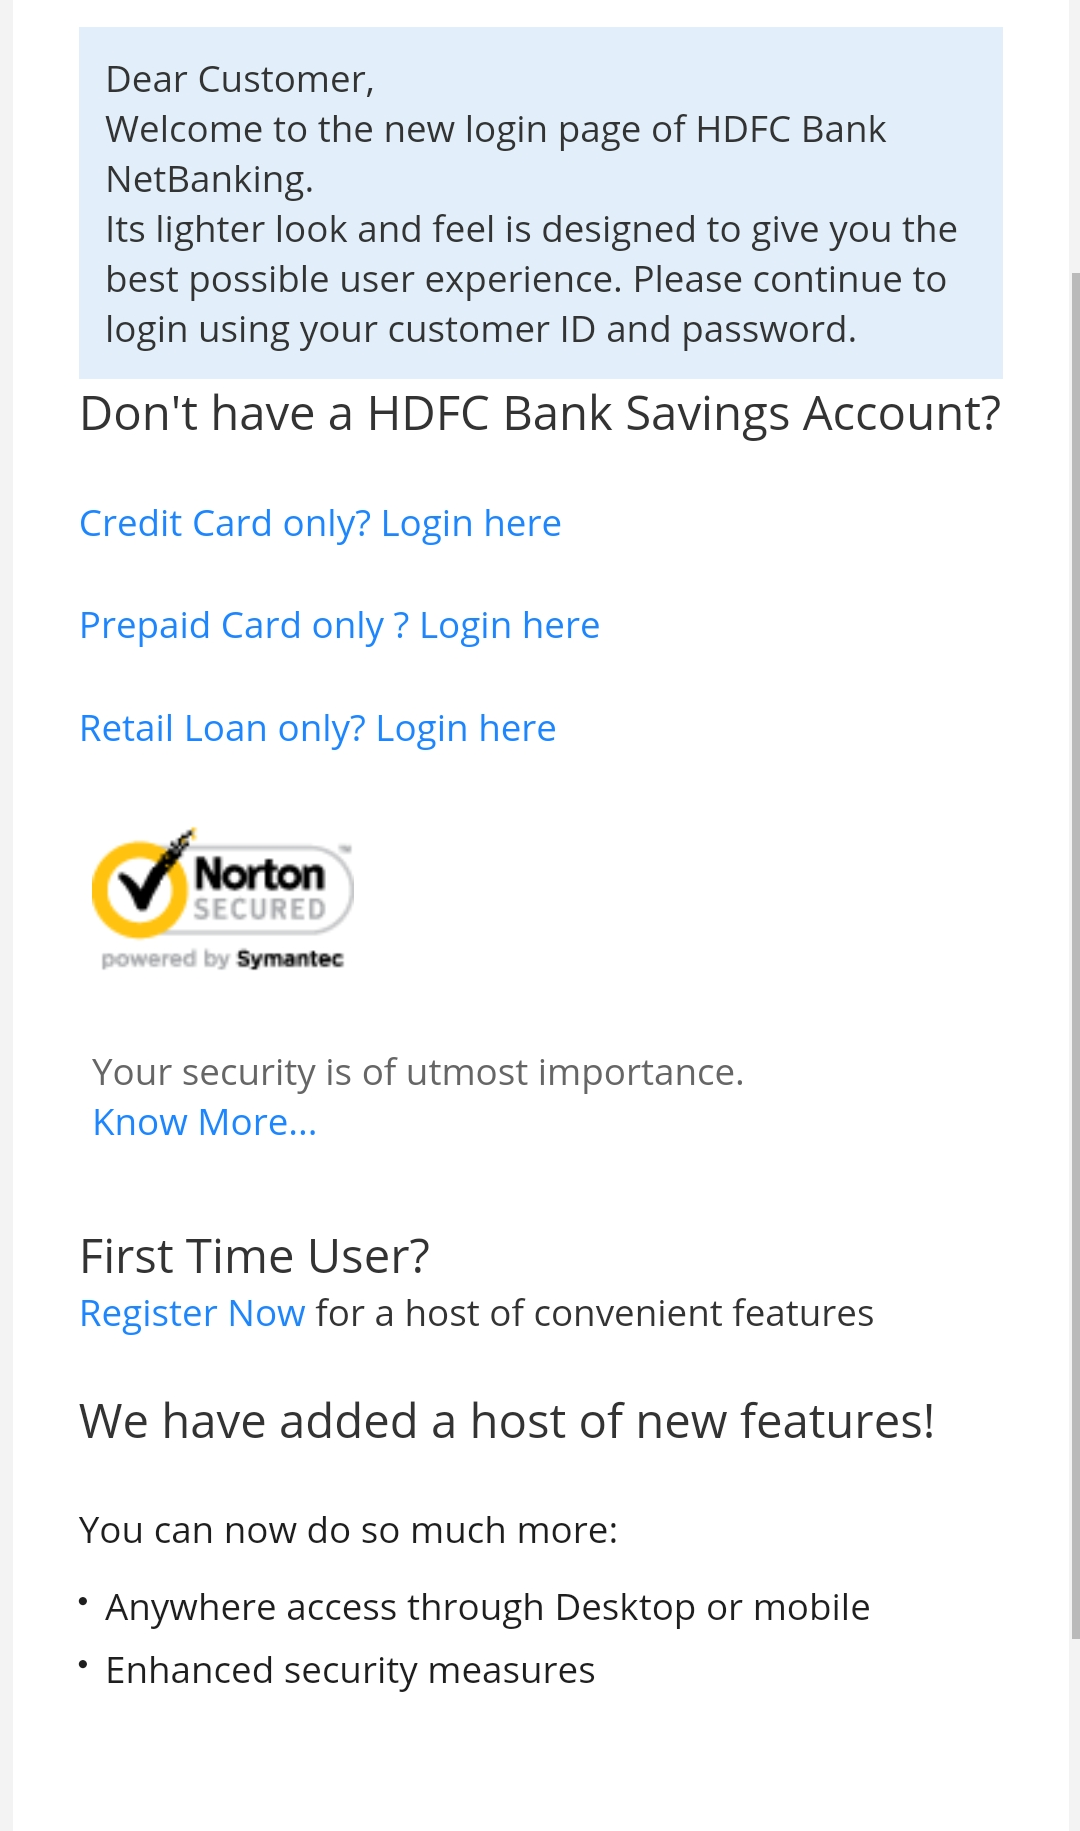 Dear Customer,
Welcome to the new login page of HDFC Bank
NetBanking.
Its lighter look and feel is designed to give you the
best possible user experience. Please continue to
login using your customer ID and password.
Don't have a HDFC Bank Savings Account?
Credit Card only? Login here
Prepaid Card only ? Login here
Retail Loan only? Login here
Norton™
SECURED
powered by Symantec
Your security is of utmost importance.
Know More...
First Time User?
Register Now for a host of convenient features
We have added a host of new features!
You can now do so much more:
• Anywhere access through Desktop or mobile
• Enhanced security measures